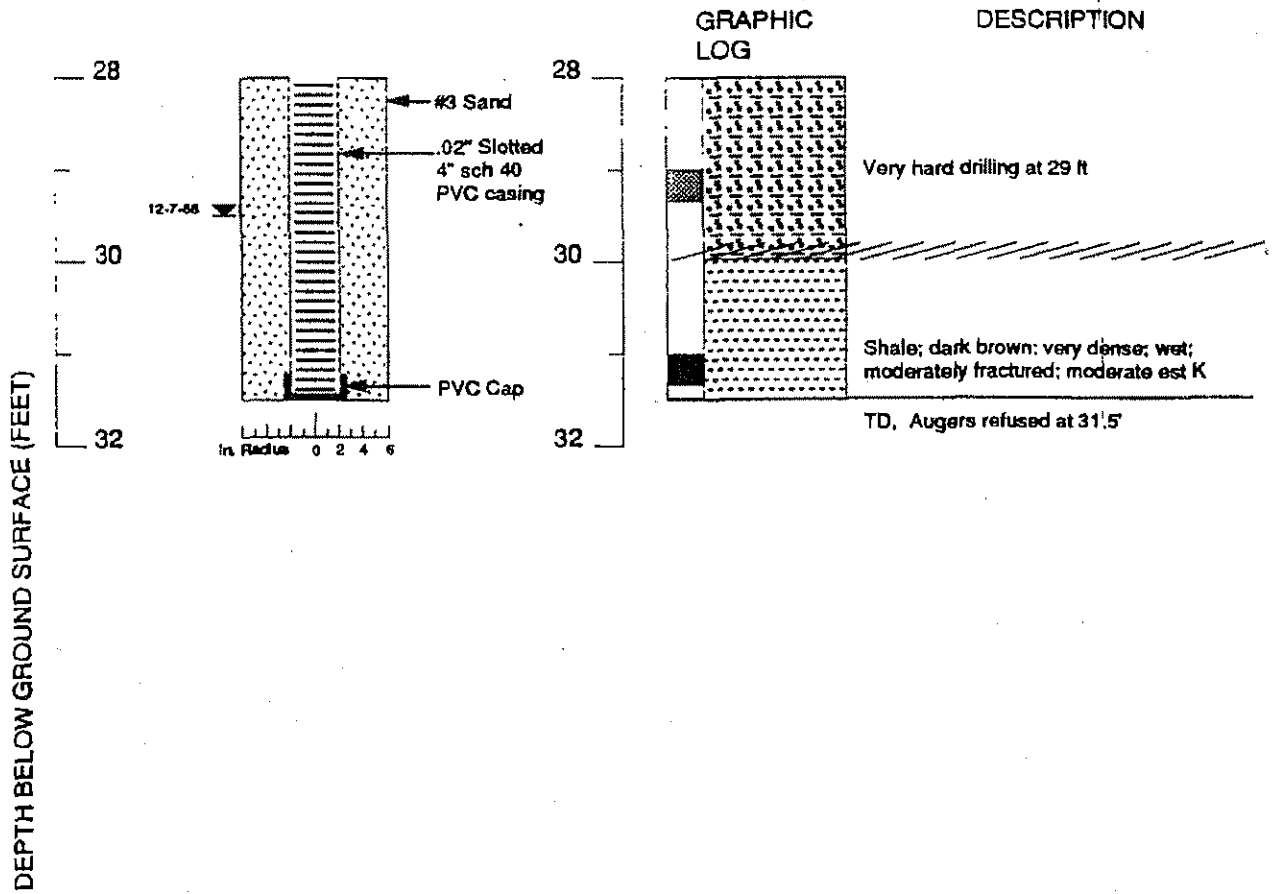 GRAPHIC
LOG
DESCRIPTION
28
#3 Sand
.02" Slotted
4" sch 40
PVC casing
30
PVC Cap
32
In. Radius 0 2 4 6
28
Very hard drilling at 29 ft
30
Shale; dark brown; very dense; wet;
moderately fractured; moderate est K
TD, Augers refused at 31.5'
32
DEPTH BELOW GROUND SURFACE (FEET)